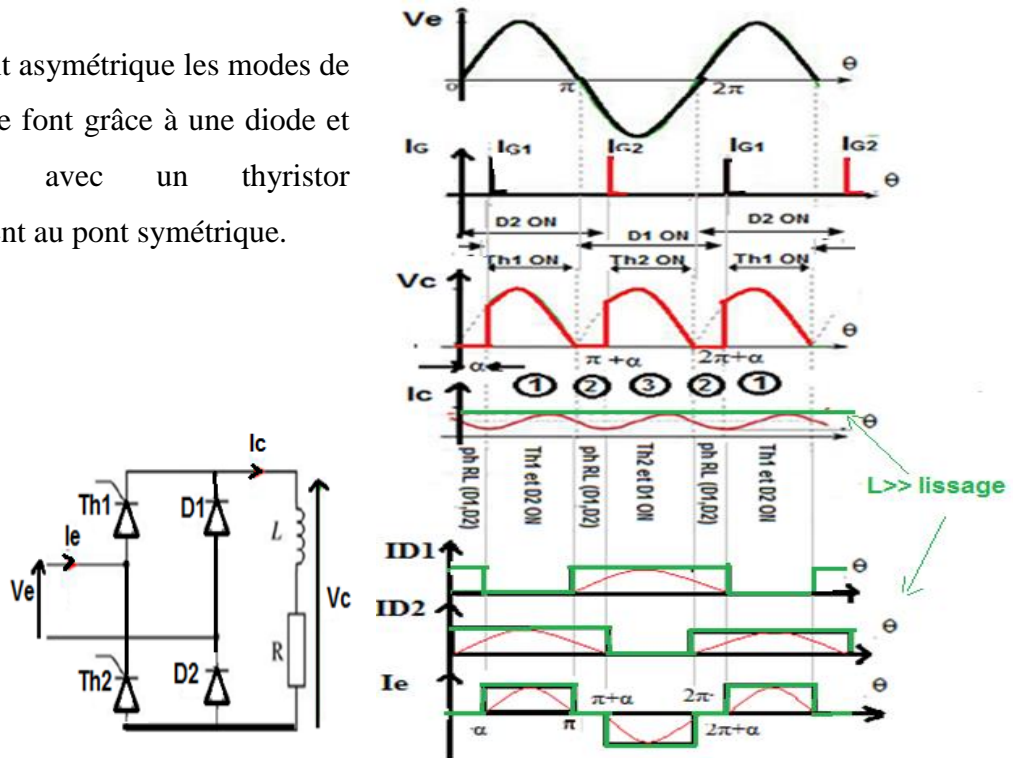 nt asymétrique les modes de
e font grâce à une diode et
avec un thyristor
ent au pont symétrique.
Ve
θ
0
π
2π
IG
IG1
IG2
IG1
IG2
θ
D2 ON
D1 ON
D2 ON
Th1 ON
Th2 ON
Th1 ON
Vc
θ
α
π +α
2π+α
1
2
3
2
1
Ic
θ
ph RL (D1,D2)
Th1 et D2 ON
ph RL (D1,D2)
Th2 et D1 ON
ph RL (D1,D2)
Th1 et D2 ON
L>> lissage
ID1
θ
ID2
θ
Ie
θ
α
π
π+α
2π
2π+α
Ic
Th1
D1
L
Ie
Ve
Vc
R
Th2
D2